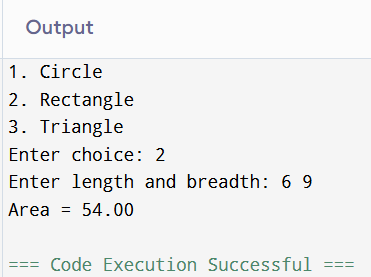 Output
1. Circle
2. Rectangle
3. Triangle
Enter choice: 2
Enter length and breadth: 6 9
Area = 54.00
=== Code Execution Successful ===